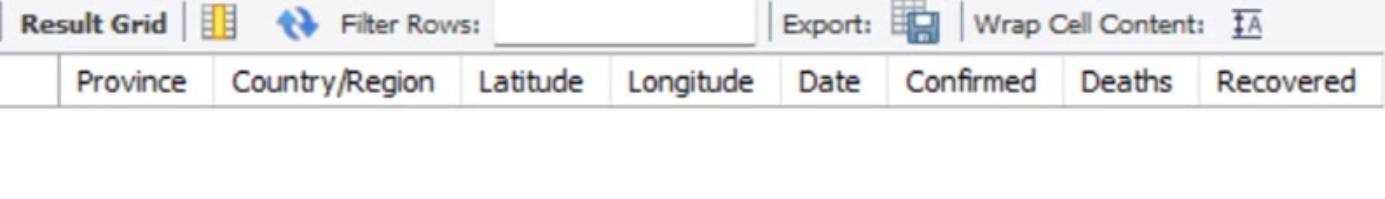 Result Grid Filter Rows: Export: Wrap Cell Content: A
Province Country/Region Latitude Longitude Date Confirmed Deaths Recovered